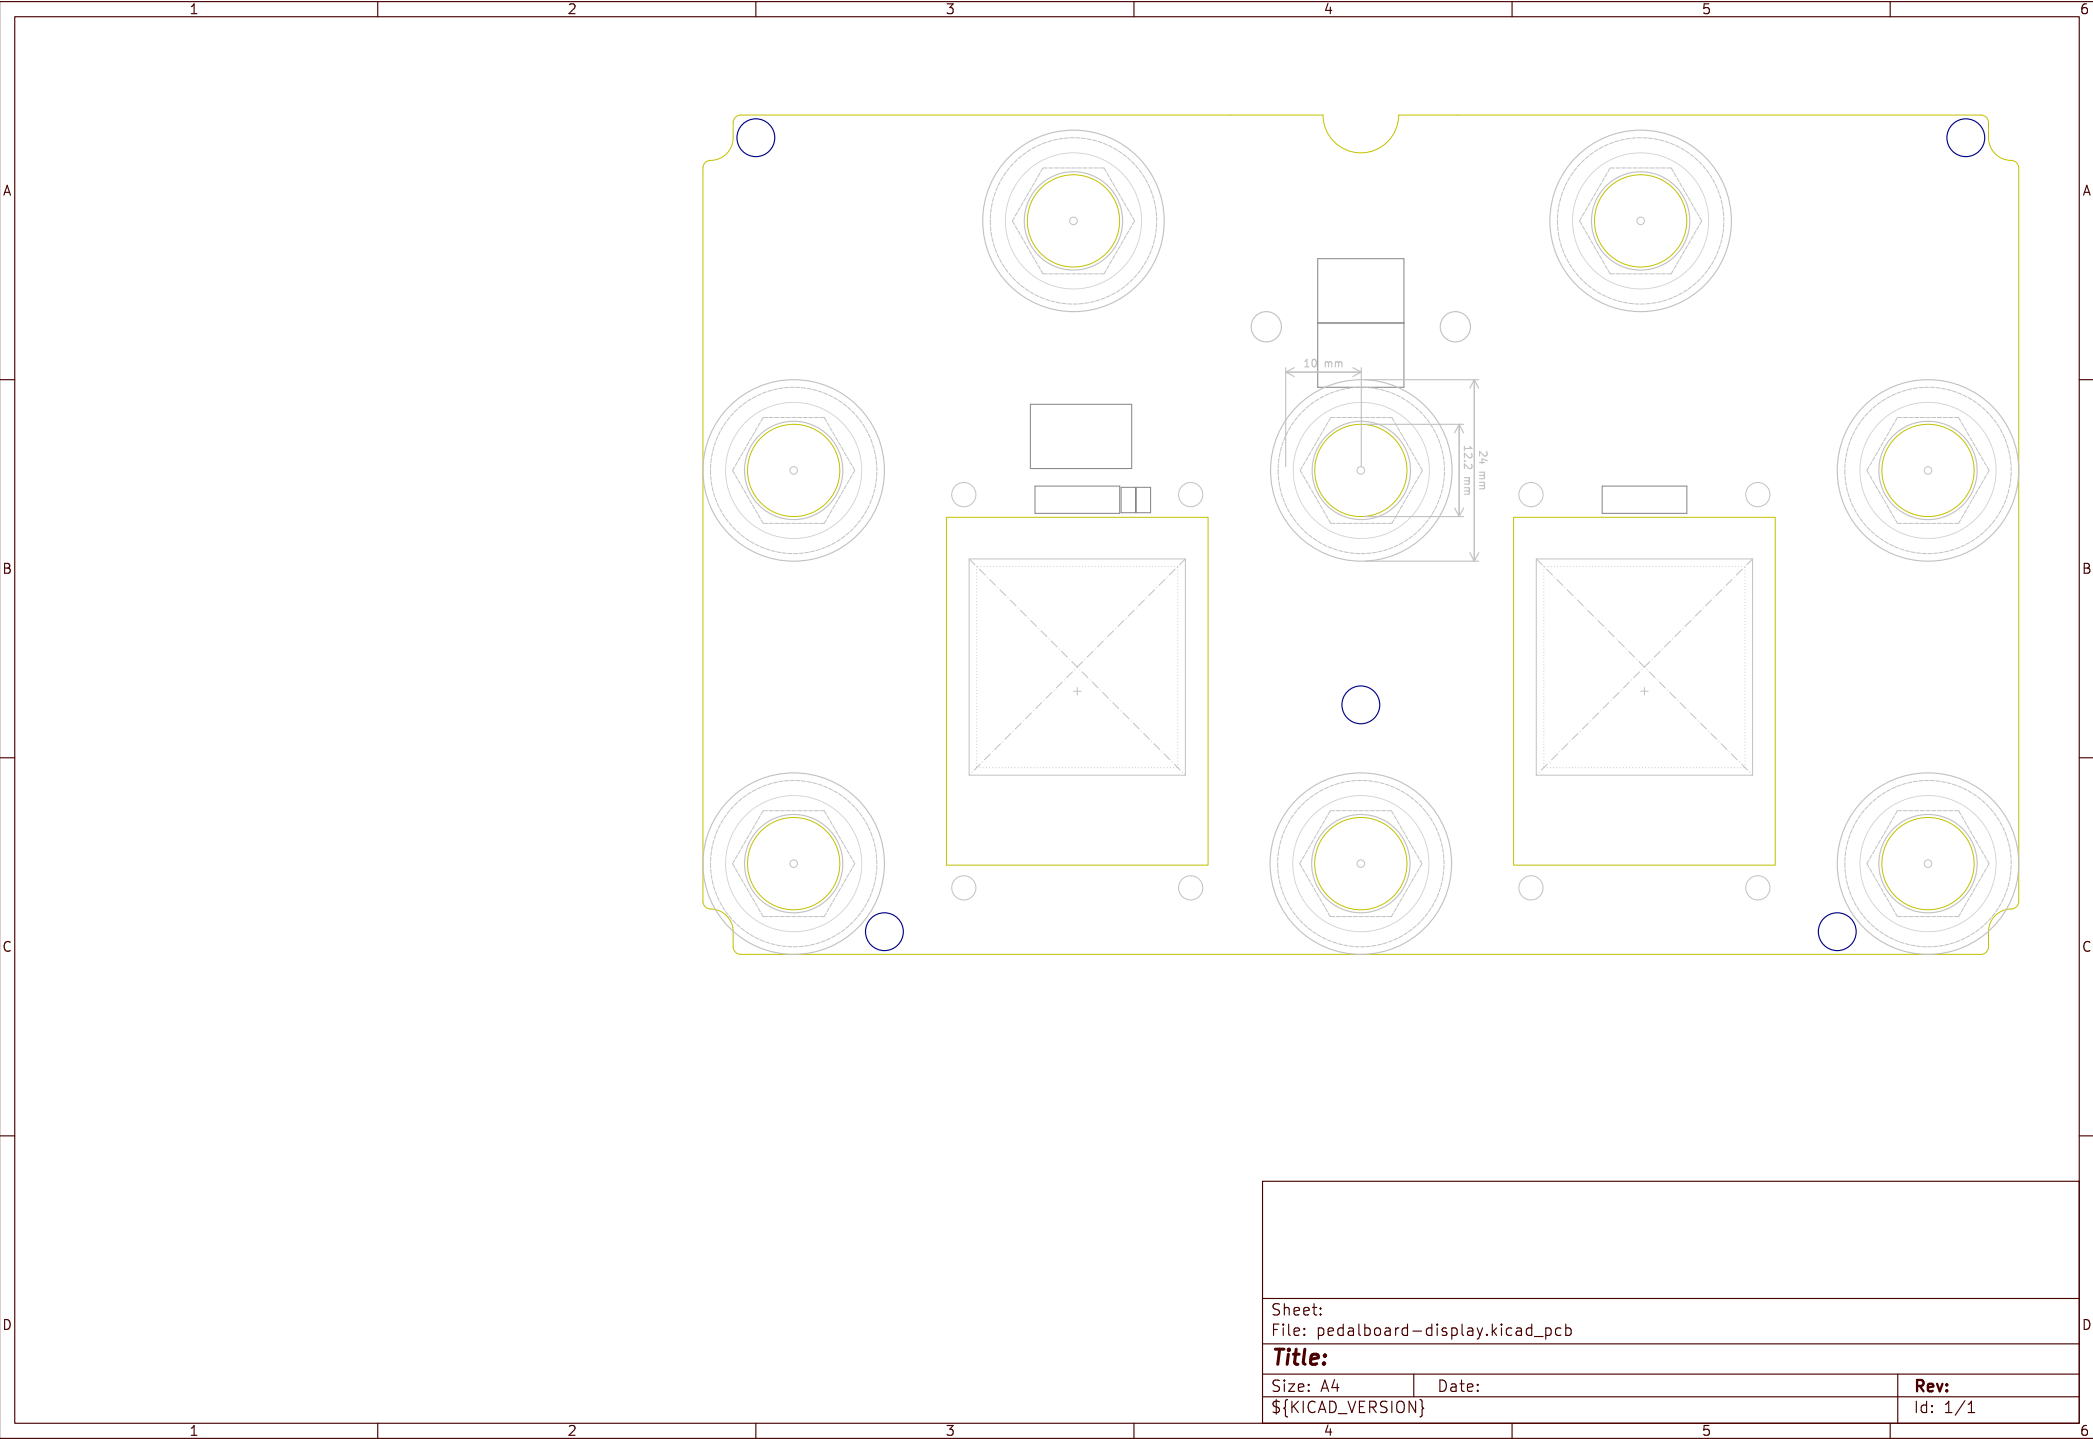 1 2 3 4 5 6
A A
10 mm
24 mm
12.2 mm
B B
C C
Sheet:
D D
File: pedalboard-display.kicad_pcb
Title:
Size: A4 Date: Rev:
${KICAD_VERSION} Id: 1/1
1 2 3 4 5 6